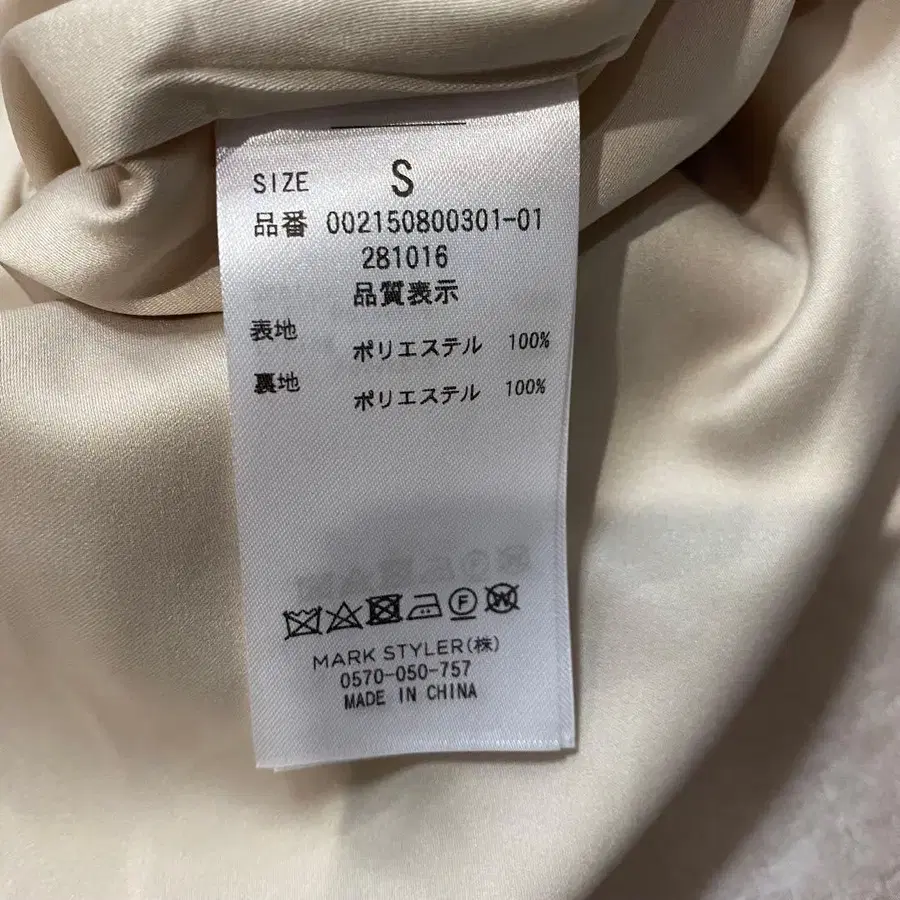 SIZE S
品番 002150800301-01
281016
品質表示
表地 ポリエステル 100%
裏地 ポリエステル 100%
F W
MARK STYLER(株)
0570-050-757
MADE IN CHINA